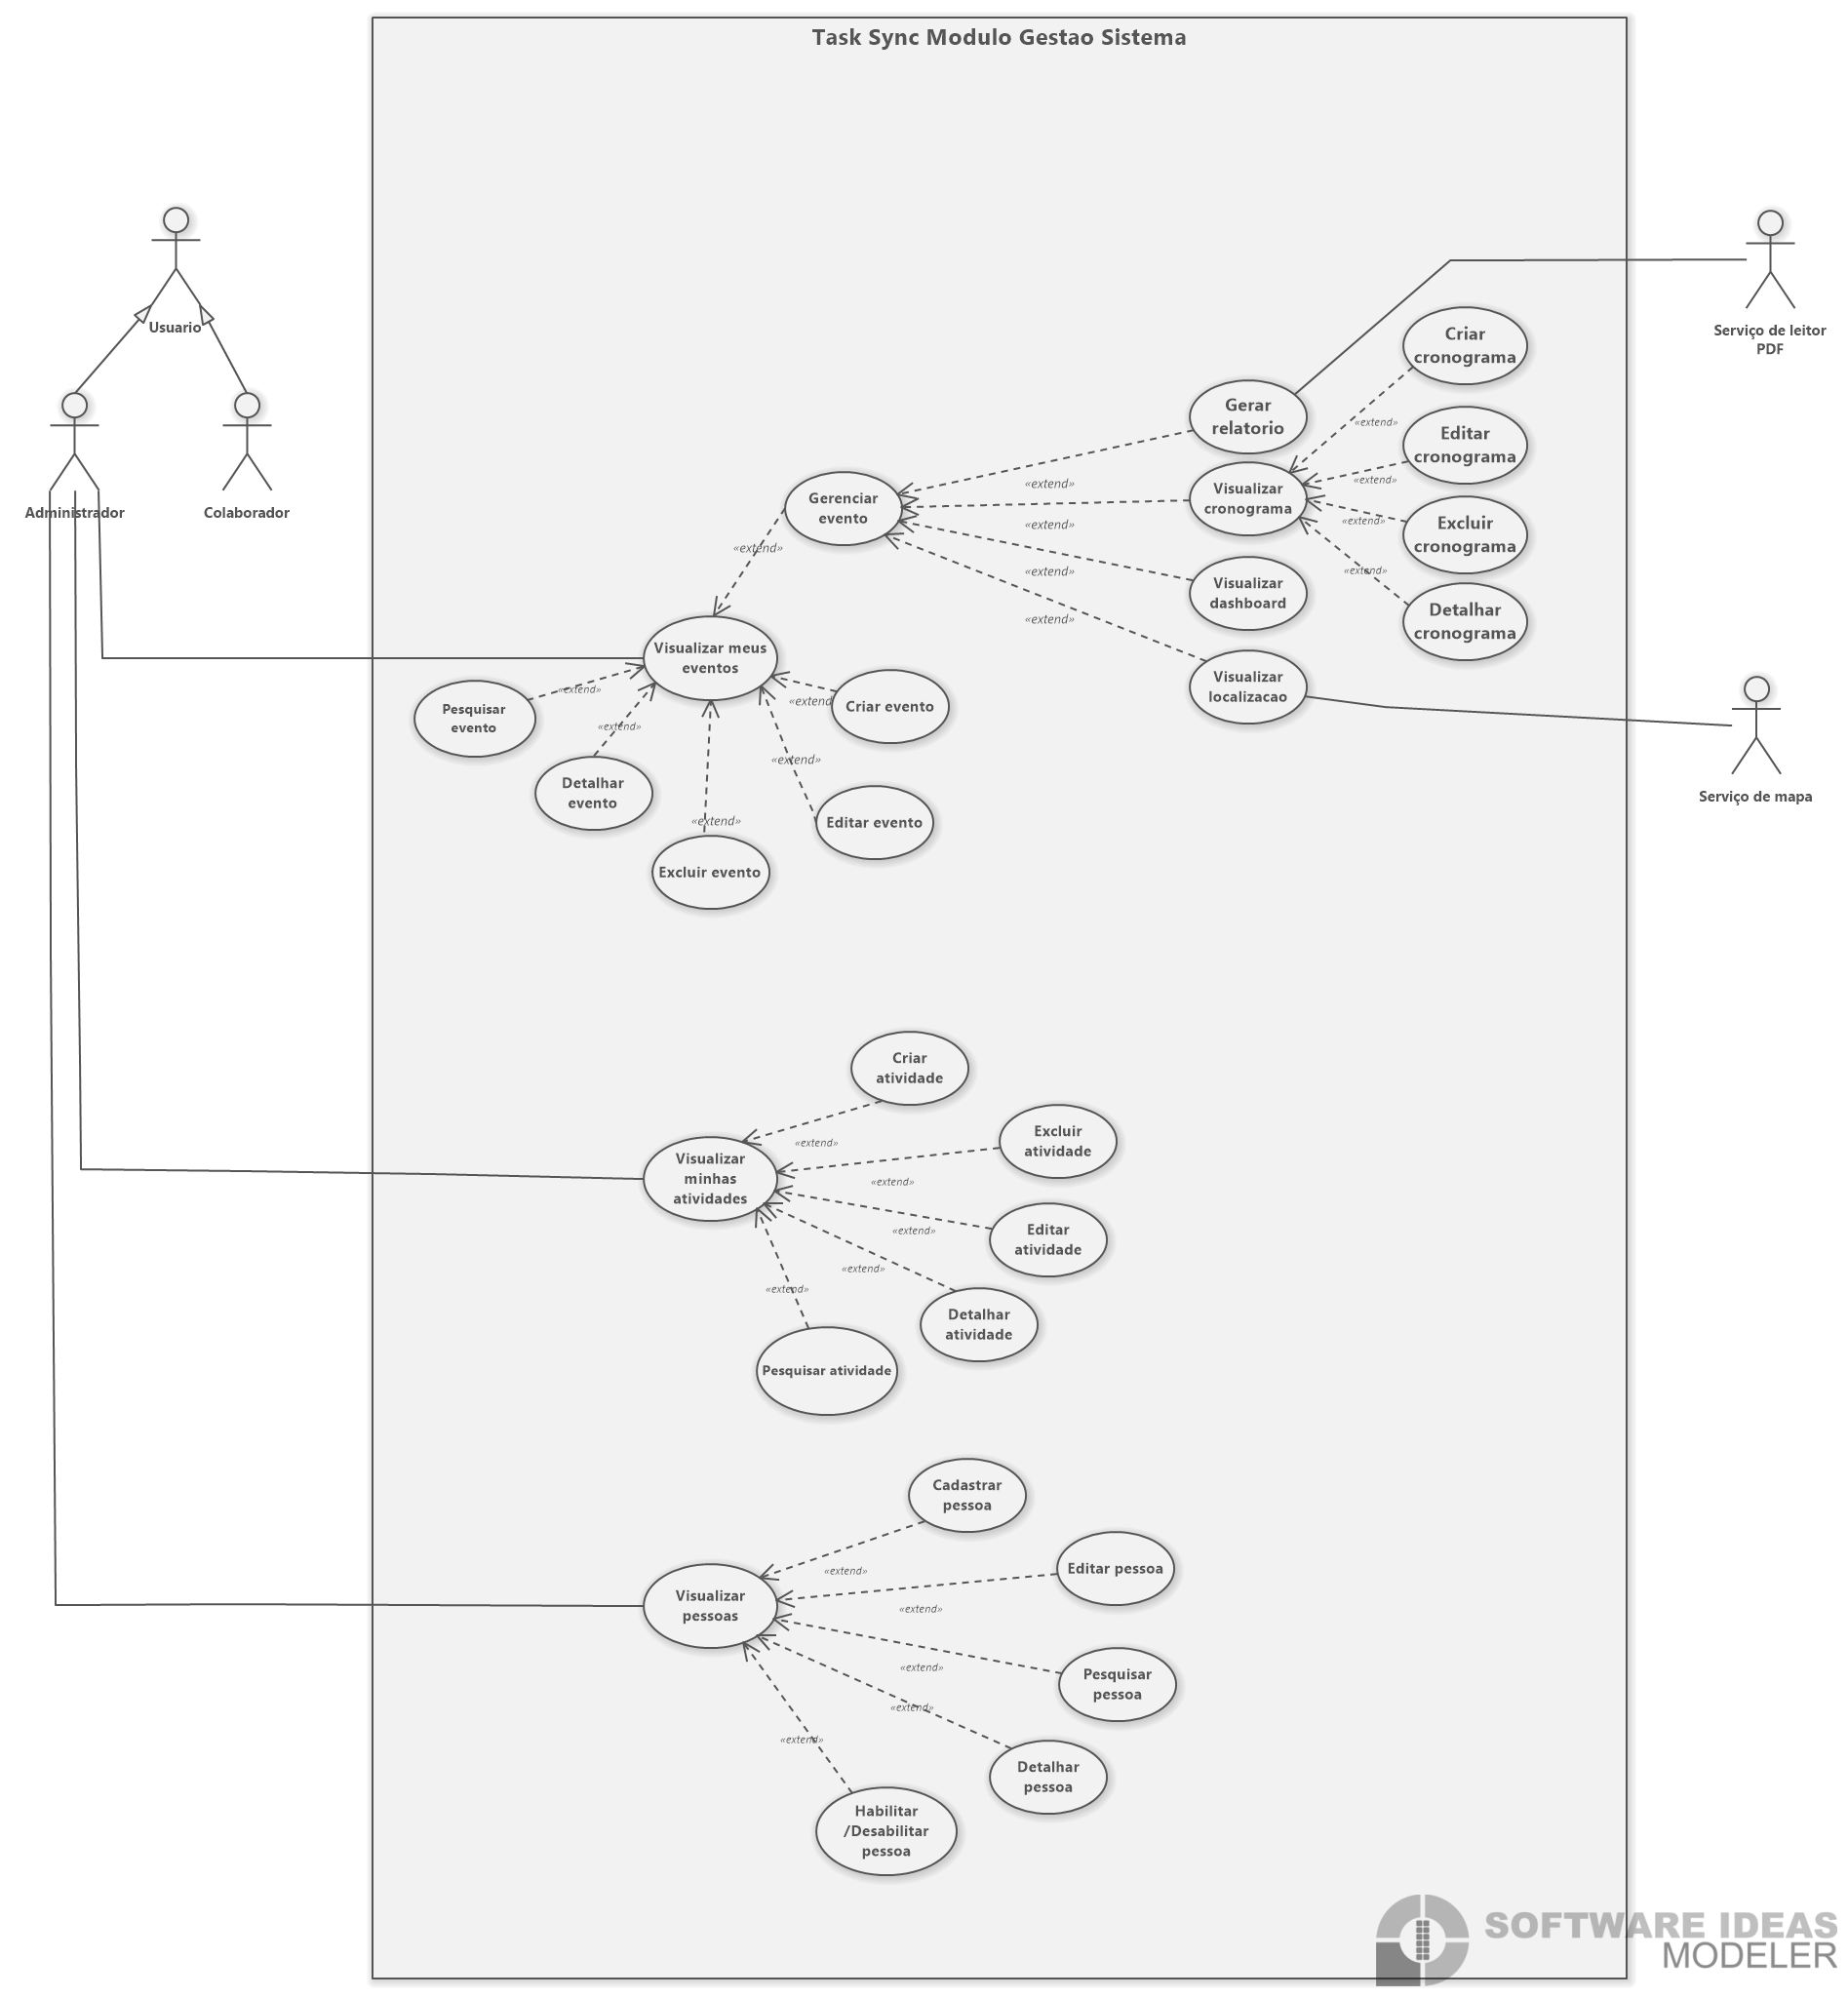 Task Sync Modulo Gestao Sistema
Usuario
Administrador
Colaborador
Serviço de leitor
PDF
Serviço de mapa
Criar
cronograma
Gerar
relatorio
«extend»
Editar
cronograma
«extend»
Gerenciar
evento
«extend»
Visualizar
cronograma
«extend»
Excluir
cronograma
«extend»
«extend»
«extend»
«extend»
Visualizar
dashboard
Detalhar
cronograma
«extend»
Visualizar meus
eventos
Visualizar
localizacao
«extend»
Pesquisar
evento
«extend»
Criar evento
«extend»
«extend»
Detalhar
evento
«extend»
Editar evento
Excluir evento
Criar
atividade
«extend»
Excluir
atividade
Visualizar
minhas
atividades
«extend»
«extend»
Editar
atividade
«extend»
«extend»
Detalhar
atividade
Pesquisar atividade
Cadastrar
pessoa
«extend»
Editar pessoa
Visualizar
pessoas
«extend»
«extend»
Pesquisar
pessoa
«extend»
«extend»
Detalhar
pessoa
Habilitar
/Desabilitar
pessoa
SOFTWARE IDEAS
MODELER